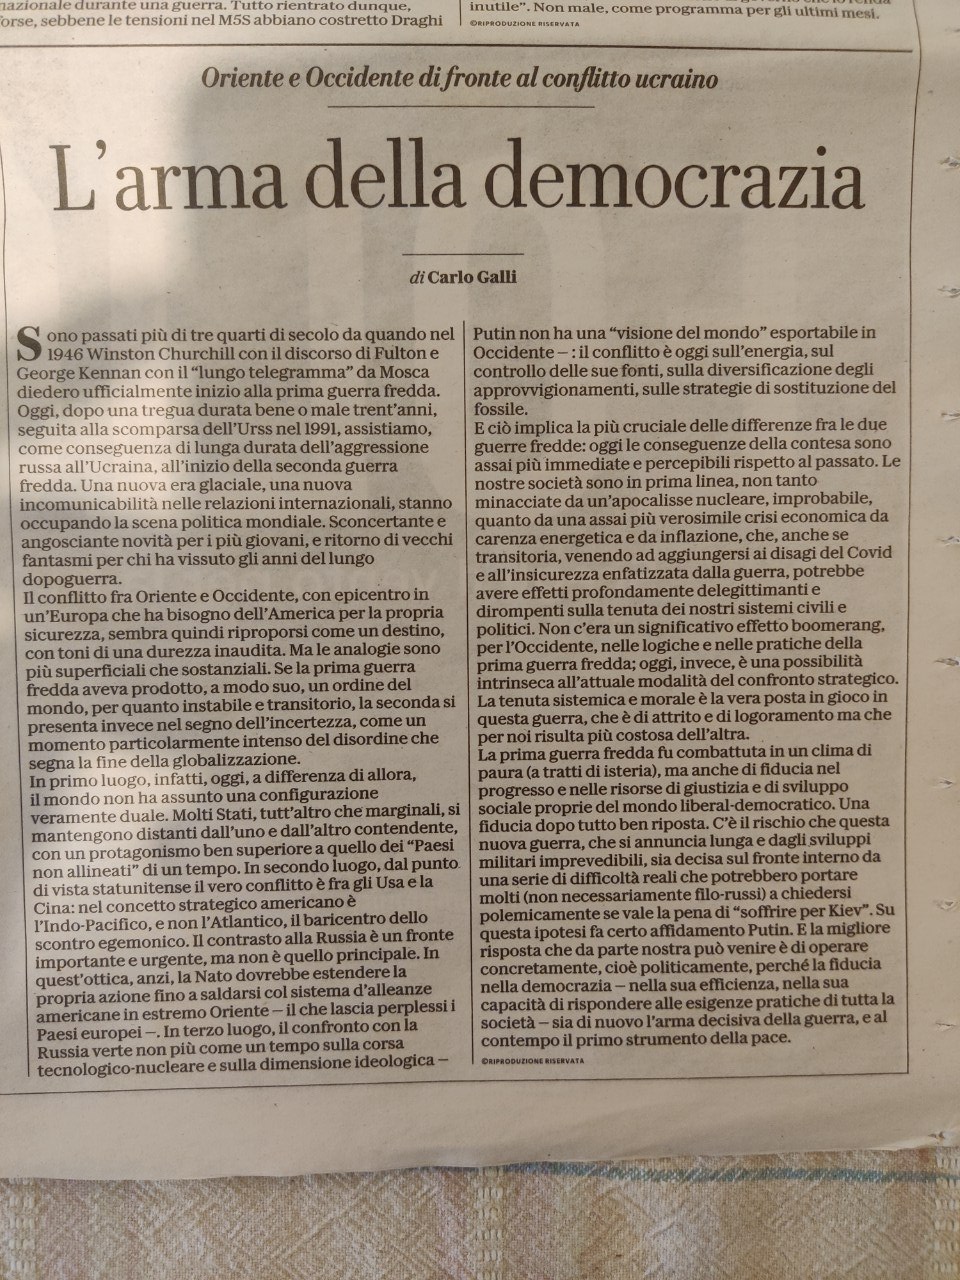 nazionale durante una guerra. Tutto rientrato dunque,
forse, sebbene le tensioni nel M5S abbiano costretto Draghi
inutile”. Non male, come programma per gli ultimi mesi.
©RIPRODUZIONE RISERVATA
Oriente e Occidente di fronte al conflitto ucraino
L’arma della democrazia
di Carlo Galli
Sono passati più di tre quarti di secolo da quando nel
1946 Winston Churchill con il discorso di Fulton e
George Kennan con il “lungo telegramma” da Mosca
diedero ufficialmente inizio alla prima guerra fredda.
Oggi, dopo una tregua durata bene o male trent’anni,
seguita alla scomparsa dell’Urss nel 1991, assistiamo,
come conseguenza di lunga durata dell’aggressione
russa all’Ucraina, all’inizio della seconda guerra
fredda. Una nuova era glaciale, una nuova
incomunicabilità nelle relazioni internazionali, stanno
occupando la scena politica mondiale. Sconcertante e
angosciante novità per i più giovani, e ritorno di vecchi
fantasmi per chi ha vissuto gli anni del lungo
dopoguerra.
Il conflitto fra Oriente e Occidente, con epicentro in
un’Europa che ha bisogno dell’America per la propria
sicurezza, sembra quindi riproporsi come un destino,
con toni di una durezza inaudita. Ma le analogie sono
più superficiali che sostanziali. Se la prima guerra
fredda aveva prodotto, a modo suo, un ordine del
mondo, per quanto instabile e transitorio, la seconda si
presenta invece nel segno dell’incertezza, come un
momento particolarmente intenso del disordine che
segna la fine della globalizzazione.
In primo luogo, infatti, oggi, a differenza di allora,
il mondo non ha assunto una configurazione
veramente duale. Molti Stati, tutt’altro che marginali, si
mantengono distanti dall’uno e dall’altro contendente,
con un protagonismo ben superiore a quello dei “Paesi
non allineati” di un tempo. In secondo luogo, dal punto
di vista statunitense il vero conflitto è fra gli Usa e la
Cina: nel concetto strategico americano è
l’Indo-Pacifico, e non l’Atlantico, il baricentro dello
scontro egemonico. Il contrasto alla Russia è un fronte
importante e urgente, ma non è quello principale. In
quest’ottica, anzi, la Nato dovrebbe estendere la
propria azione fino a saldarsi col sistema d’alleanze
americane in estremo Oriente – il che lascia perplessi i
Paesi europei –. In terzo luogo, il confronto con la
Russia verte non più come un tempo sulla corsa
tecnologico-nucleare e sulla dimensione ideologica –
Putin non ha una “visione del mondo” esportabile in
Occidente – : il conflitto è oggi sull’energia, sul
controllo delle sue fonti, sulla diversificazione degli
approvvigionamenti, sulle strategie di sostituzione del
fossile.
E ciò implica la più cruciale delle differenze fra le due
guerre fredde: oggi le conseguenze della contesa sono
assai più immediate e percepibili rispetto al passato. Le
nostre società sono in prima linea, non tanto
minacciate da un’apocalisse nucleare, improbabile,
quanto da una assai più verosimile crisi economica da
carenza energetica e da inflazione, che, anche se
transitoria, venendo ad aggiungersi ai disagi del Covid
e all’insicurezza enfatizzata dalla guerra, potrebbe
avere effetti profondamente delegittimanti e
dirompenti sulla tenuta dei nostri sistemi civili e
politici. Non c’era un significativo effetto boomerang,
per l’Occidente, nelle logiche e nelle pratiche della
prima guerra fredda; oggi, invece, è una possibilità
intrinseca all’attuale modalità del confronto strategico.
La tenuta sistemica e morale è la vera posta in gioco in
questa guerra, che è di attrito e di logoramento ma che
per noi risulta più costosa dell’altra.
La prima guerra fredda fu combattuta in un clima di
paura (a tratti di isteria), ma anche di fiducia nel
progresso e nelle risorse di giustizia e di sviluppo
sociale proprie del mondo liberal-democratico. Una
fiducia dopo tutto ben riposta. C’è il rischio che questa
nuova guerra, che si annuncia lunga e dagli sviluppi
militari imprevedibili, sia decisa sul fronte interno da
una serie di difficoltà reali che potrebbero portare
molti (non necessariamente filo-russi) a chiedersi
polemicamente se vale la pena di “soffrire per Kiev”. Su
questa ipotesi fa certo affidamento Putin. E la migliore
risposta che da parte nostra può venire è di operare
concretamente, cioè politicamente, perché la fiducia
nella democrazia – nella sua efficienza, nella sua
capacità di rispondere alle esigenze pratiche di tutta la
società – sia di nuovo l’arma decisiva della guerra, e al
contempo il primo strumento della pace.
©RIPRODUZIONE RISERVATA